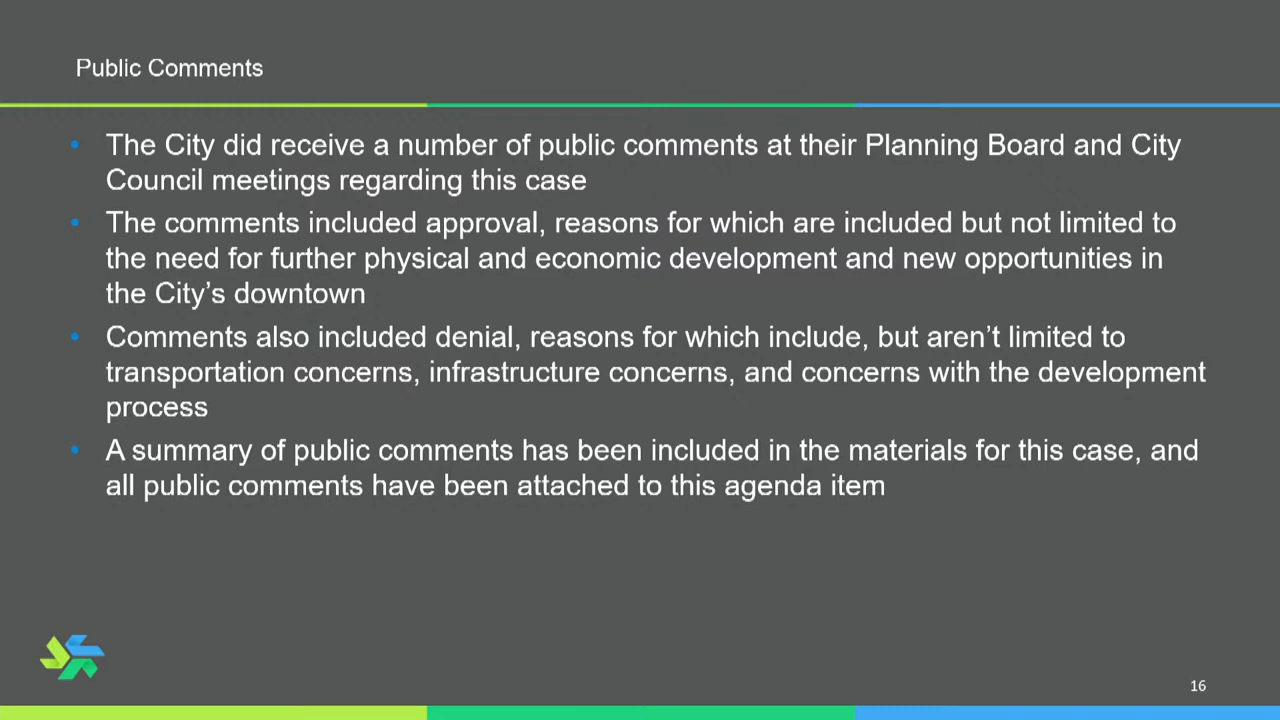 Public Comments
• The City did receive a number of public comments at their Planning Board and City
Council meetings regarding this case
• The comments included approval, reasons for which are included but not limited to
the need for further physical and economic development and new opportunities in
the City’s downtown
• Comments also included denial, reasons for which include, but aren’t limited to
transportation concerns, infrastructure concerns, and concerns with the development
process
• A summary of public comments has been included in the materials for this case, and
all public comments have been attached to this agenda item
16